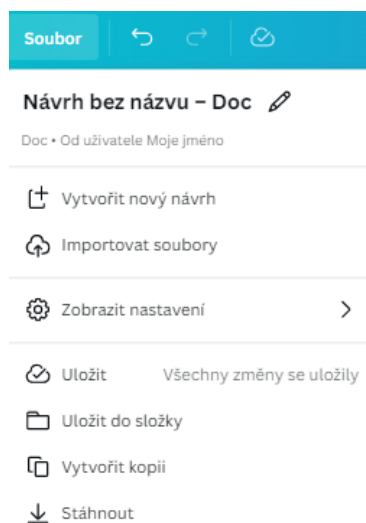 Soubor
Návrh bez názvu – Doc
Doc • Od uživatele Moje jméno
Vytvořit nový návrh
Importovat soubory
Zobrazit nastavení
Uložit Všechny změny se uložily
Uložit do složky
Vytvořit kopii
Stáhnout